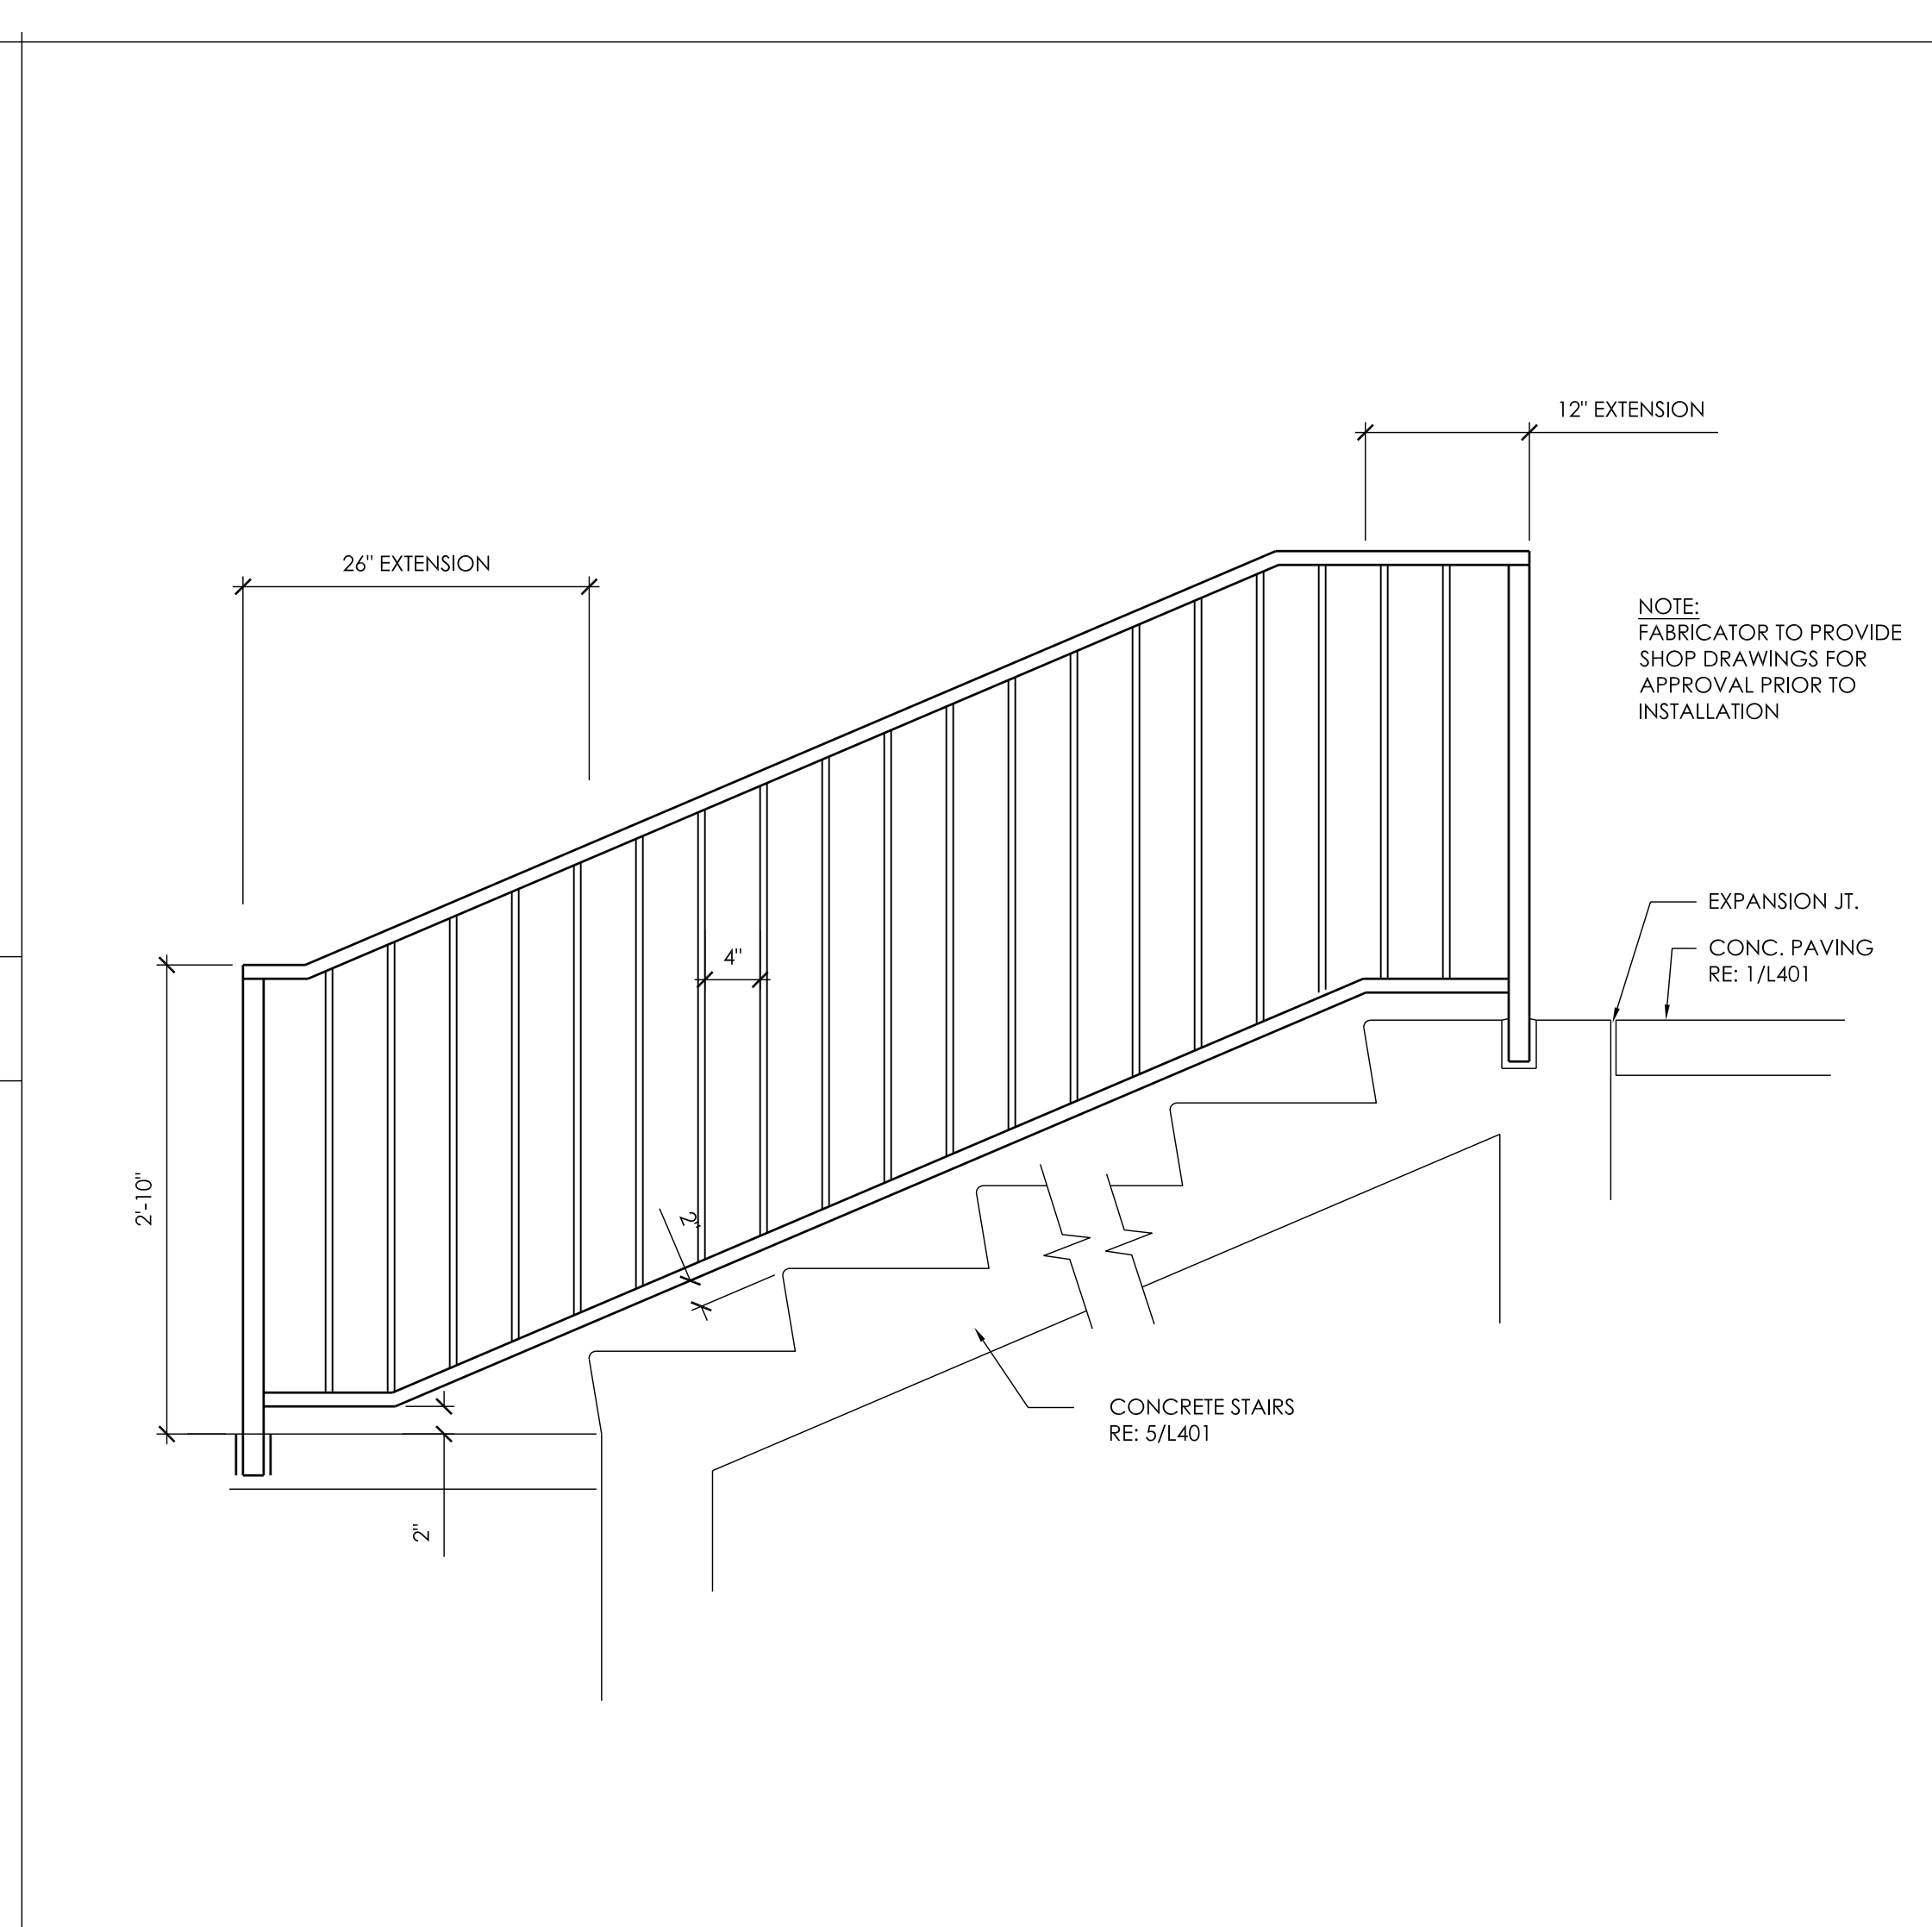 12" EXTENSION
26" EXTENSION
NOTE:
FABRICATOR TO PROVIDE
SHOP DRAWINGS FOR
APPROVAL PRIOR TO
INSTALLATION
EXPANSION JT.
4"
CONC. PAVING
RE: 1/L401
2'-10"
2"
CONCRETE STAIRS
RE: 5/L401
2"